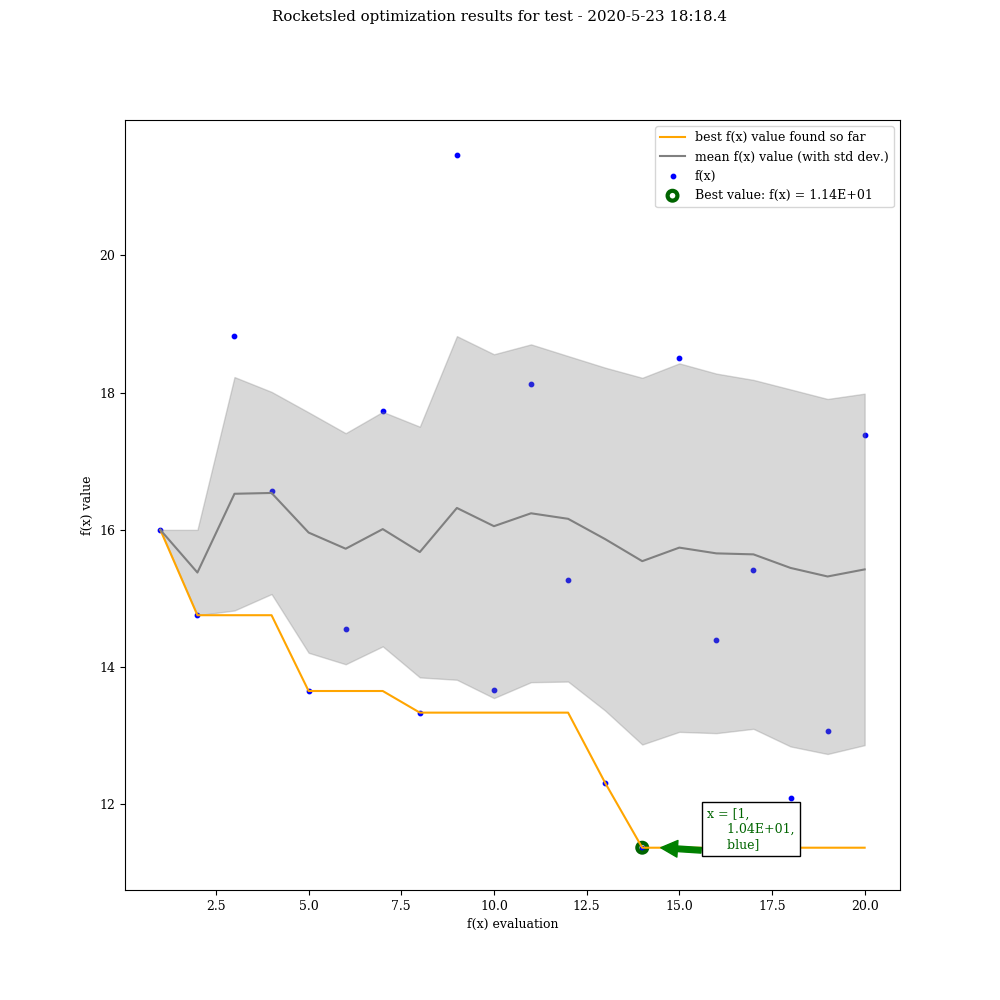 Rocketsled optimization results for test - 2020-5-23 18:18.4
best f(x) value found so far
mean f(x) value (with std dev.)
f(x)
Best value: f(x) = 1.14E+01
20
18
16
14
12
f(x) value
x = [1,
1.04E+01,
blue]
2.5 5.0 7.5 10.0 12.5 15.0 17.5 20.0
f(x) evaluation